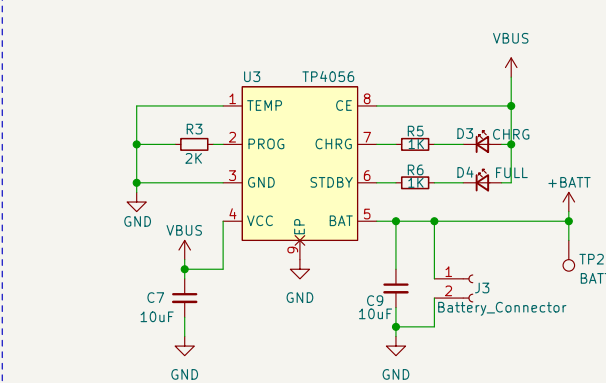 VBUS
U3 TP4056
1 TEMP CE 8
R3 2 PROG CHRG 7 R5 D3 CHRG
2K 1K
3 GND STDBY 6 R6 D4 FULL
1K
GND
+BATT
VBUS 4 VCC BAT 5
EP
9
TP2
BAT
1
C7 GND 2 J3
10uF C9 Battery_Connector
10uF
GND GND